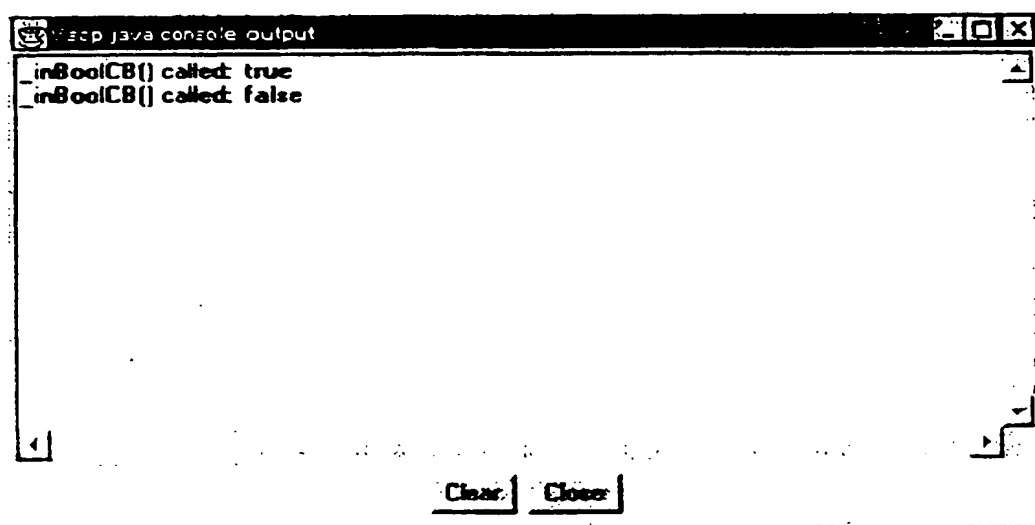 java console output
_inBoolCB() called: true
_inBoolCB() called: false
Clear Close